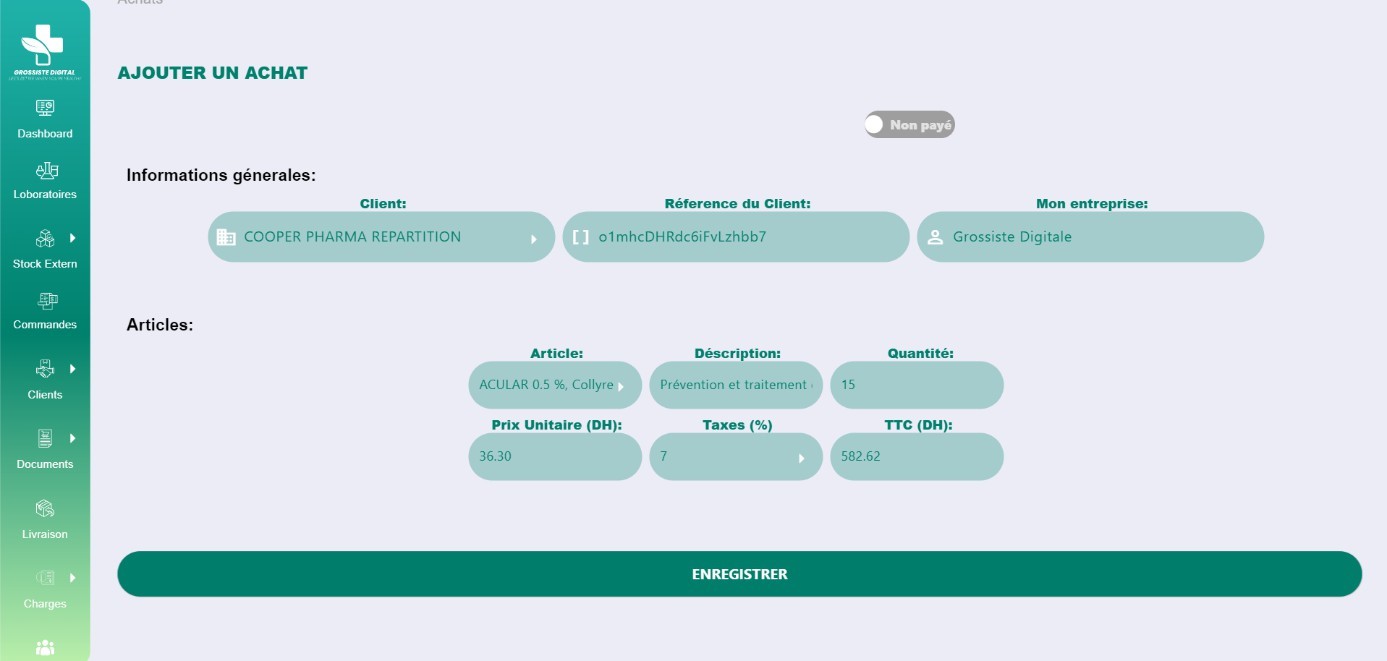 Achats
GROSSISTE DIGITAL
Dashboard
Loboratoires
Stock Extern
Commandes
Clients
Documents
Livraison
Charges
AJOUTER UN ACHAT
Non payé
Informations génerales:
Client: Réference du Client: Mon entreprise:
COOPER PHARMA REPARTITION [ ] o1mhcDHRdc6iFvLzhbb7 Grossiste Digitale
Articles:
Article: Déscription: Quantité:
ACULAR 0.5 %, Collyre Prévention et traitement 15
Prix Unitaire (DH): Taxes (%) TTC (DH):
36.30 7 582.62
ENREGISTRER